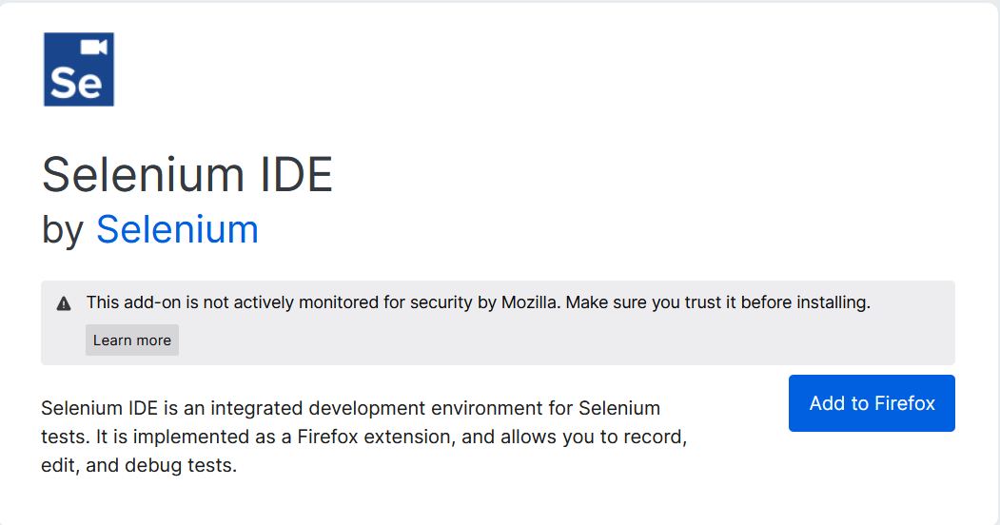 Se
Selenium IDE
by Selenium
This add-on is not actively monitored for security by Mozilla. Make sure you trust it before installing.
Learn more
Selenium IDE is an integrated development environment for Selenium
tests. It is implemented as a Firefox extension, and allows you to record,
edit, and debug tests.
Add to Firefox